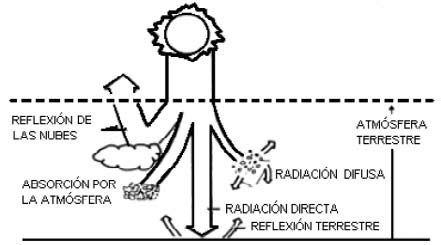 REFLEXIÓN DE
LAS NUBES
ATMÓSFERA
TERRESTRE
ABSORCIÓN POR
LA ATMÓSFERA
RADIACIÓN DIFUSA
RADIACIÓN DIRECTA
REFLEXIÓN TERRESTRE